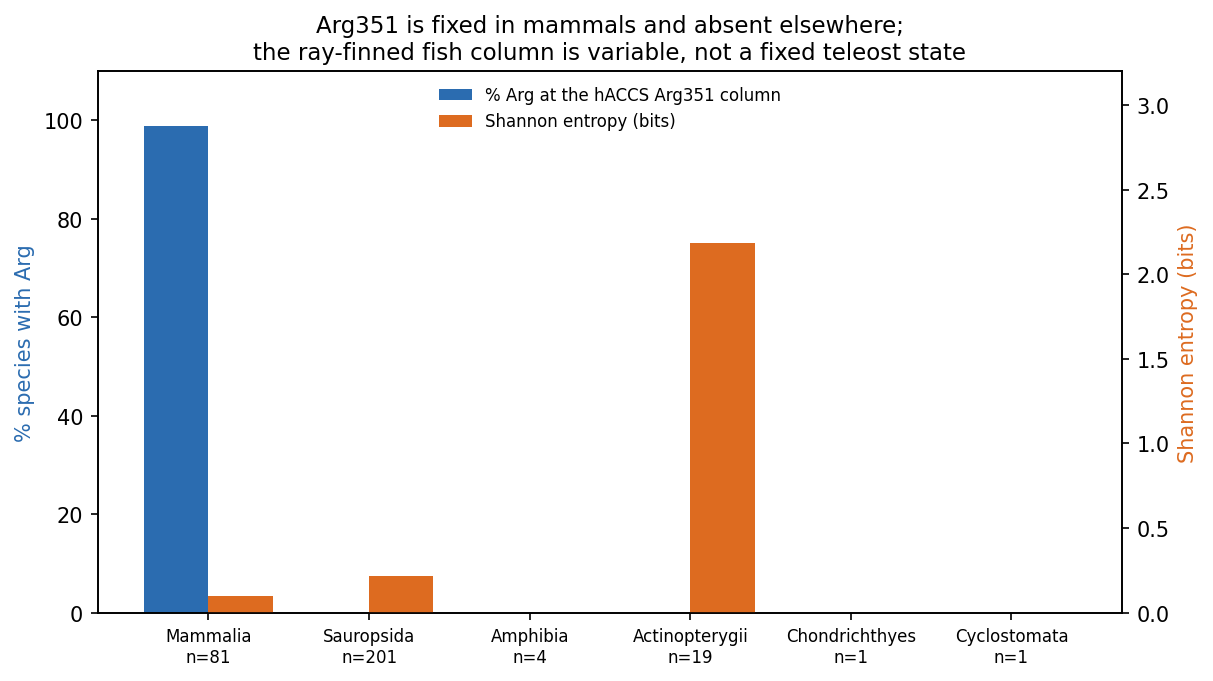 Arg351 is fixed in mammals and absent elsewhere;
the ray-finned fish column is variable, not a fixed teleost state
% Arg at the hACCS Arg351 column
Shannon entropy (bits)
% species with Arg
100
80
60
40
20
0
3.0
2.5
2.0
1.5
1.0
0.5
0.0
Shannon entropy (bits)
Mammalia
n=81
Sauropsida
n=201
Amphibia
n=4
Actinopterygii
n=19
Chondrichthyes
n=1
Cyclostomata
n=1